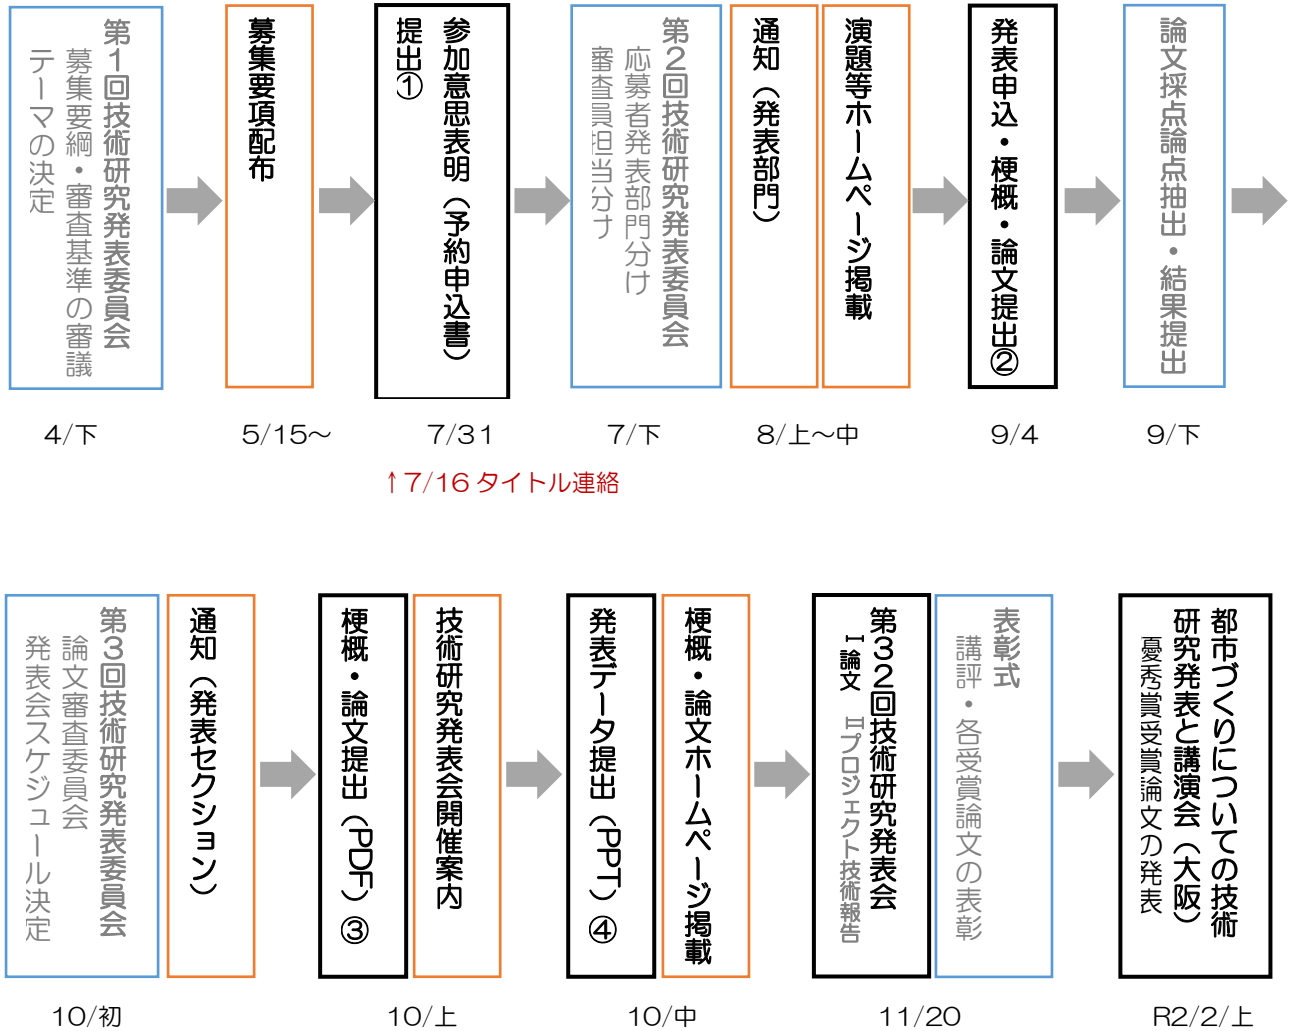 第1回技術研究発表委員会
募集要綱・審査基準の審議
テーマの決定
募集要項配布
参加意思表明（予約申込書）
提出①
第2回技術研究発表委員会
応募者発表部門分け
審査員担当分け
通知（発表部門）
演題等ホームページ掲載
発表申込・梗概・論文提出②
論文採点論点抽出・結果提出
4/下
5/15～
7/31
7/下
8/上～中
9/4
9/下
↑7/16 タイトル連絡
第3回技術研究発表委員会
論文審査委員会
発表会スケジュール決定
通知（発表セクション）
梗概・論文提出（PDF）③
技術研究発表会開催案内
発表データ提出（PPT）④
梗概・論文ホームページ掲載
第32回技術研究発表会
Ⅰ論文 Ⅱプロジェクト技術報告
表彰式
講評・各受賞論文の表彰
都市づくりについての技術
研究発表と講演会（大阪）
優秀賞受賞論文の発表
10/初
10/上
10/中
11/20
R2/2/上